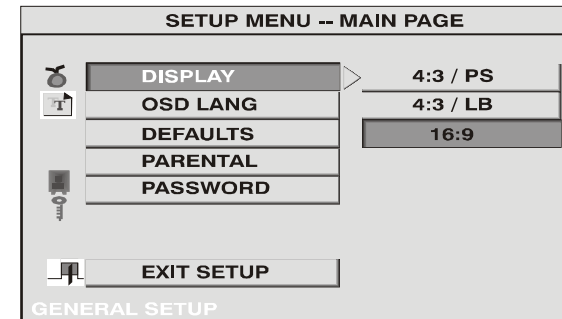 SETUP MENU -- MAIN PAGE
DISPLAY
4:3 / PS
T
OSD LANG
4:3 / LB
DEFAULTS
16:9
PARENTAL
PASSWORD
EXIT SETUP
GENERAL SETUP